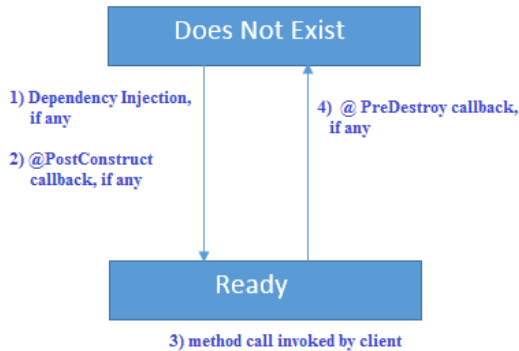 Does Not Exist
1) Dependency Injection,
if any
2) @PostConstruct
callback, if any
4) @ PreDestroy callback,
if any
Ready
3) method call invoked by client